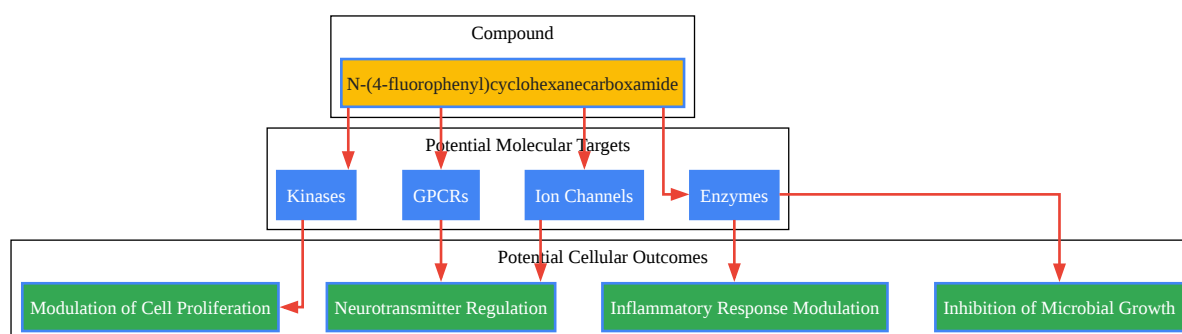 Compound
N-(4-fluorophenyl)cyclohexanecarboxamide
Potential Molecular Targets
Kinases
GPCRs
Ion Channels
Enzymes
Potential Cellular Outcomes
Modulation of Cell Proliferation
Neurotransmitter Regulation
Inflammatory Response Modulation
Inhibition of Microbial Growth